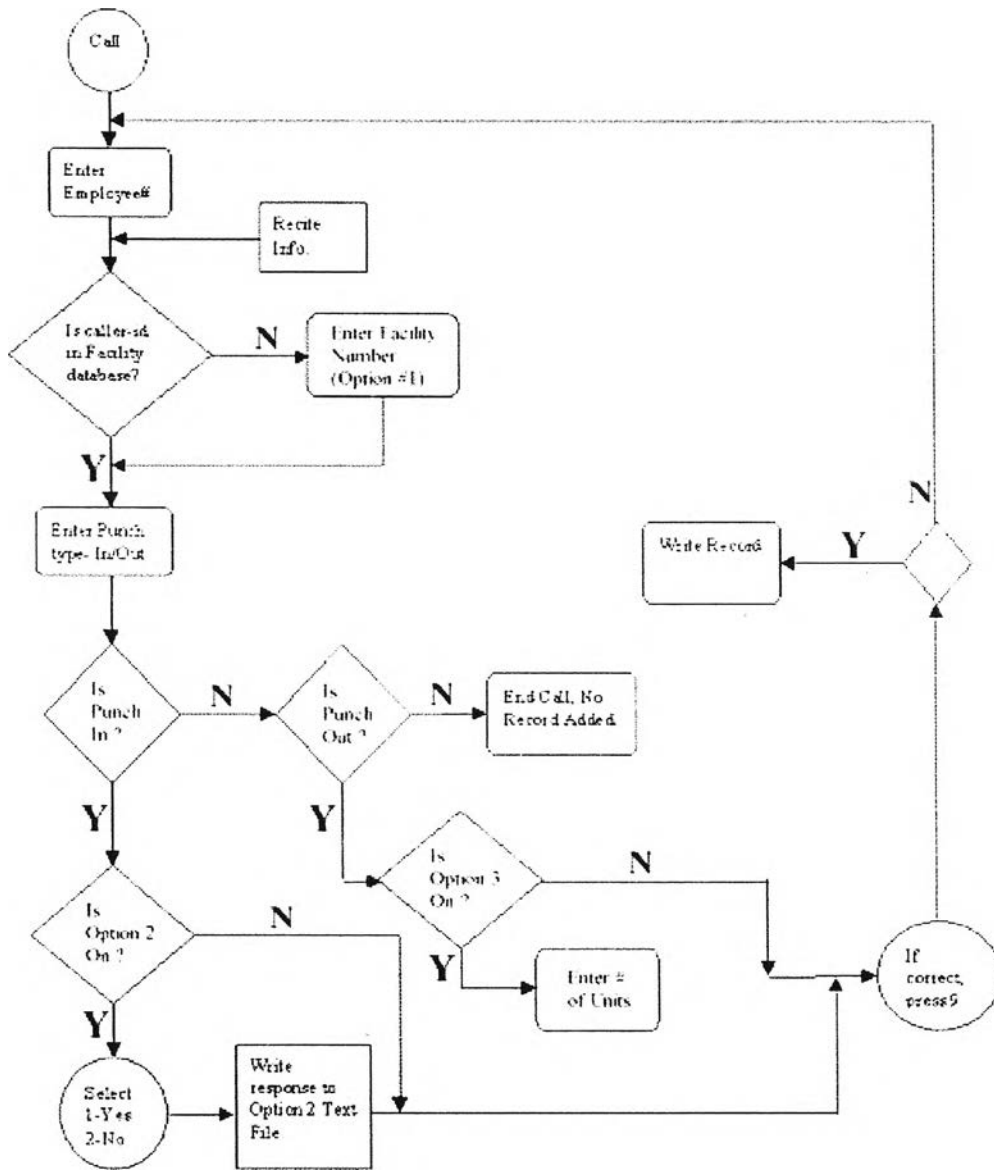 Call
Enter
Employee#
Recite
Info.
Is caller-id
in Facility
database?
N
Enter Facility
Number
(Option #1)
Y
Enter Punch
type- In/Out
N
Write Record
Y
Is
Punch
In ?
N
Is
Punch
Out ?
N
End Call, No
Record Added
Y
Y
Is
Option 3
On ?
N
Is
Option 2
On ?
N
Y
Enter #
of Units
If
correct,
press 9
Y
Select
1-Yes
2-No
Write
response to
Option 2 Text
File